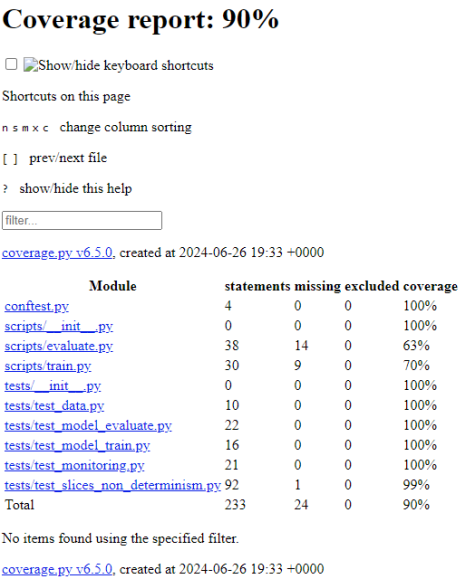 Coverage report: 90%
Show/hide keyboard shortcuts
Shortcuts on this page
n s m x c change column sorting
[ ] prev/next file
? show/hide this help
filter...
coverage.py v6.5.0, created at 2024-06-26 19:33 +0000
Module statements missing excluded coverage
conftest.py 4 0 0 100%
scripts/__init__.py 0 0 0 100%
scripts/evaluate.py 38 14 0 63%
scripts/train.py 30 9 0 70%
tests/__init__.py 0 0 0 100%
tests/test_data.py 10 0 0 100%
tests/test_model_evaluate.py 22 0 0 100%
tests/test_model_train.py 16 0 0 100%
tests/test_monitoring.py 21 0 0 100%
tests/test_slices_non_determinism.py 92 1 0 99%
Total 233 24 0 90%
No items found using the specified filter.
coverage.py v6.5.0, created at 2024-06-26 19:33 +0000